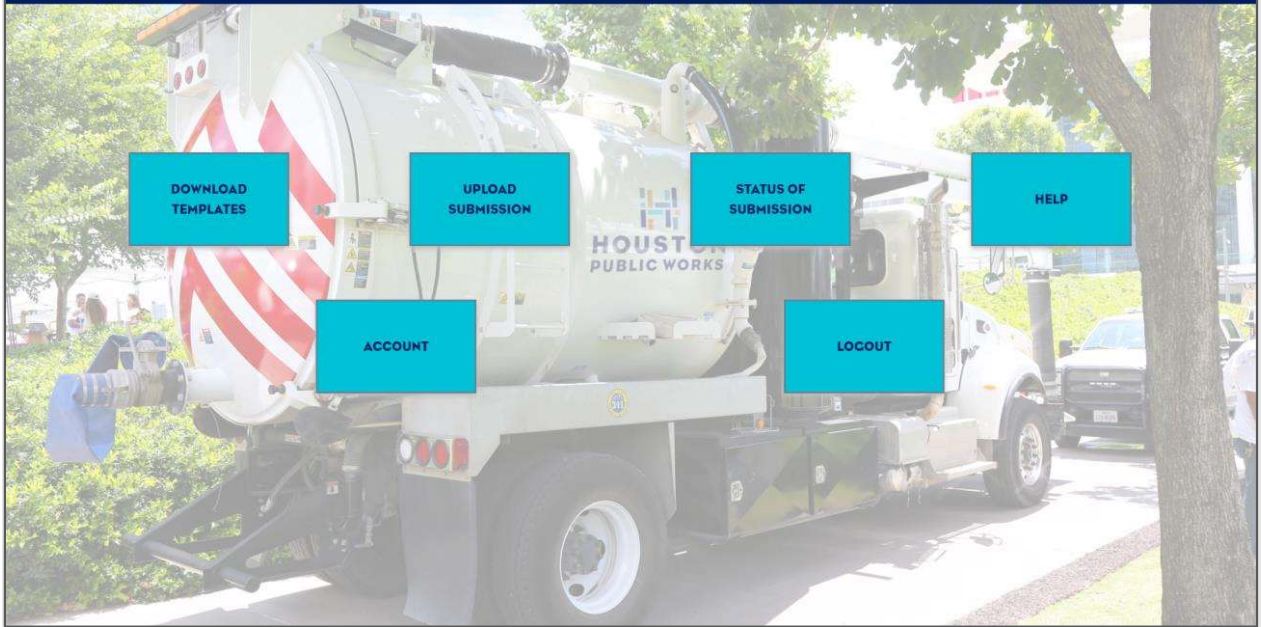 DOWNLOAD
TEMPLATES
UPLOAD
SUBMISSION
STATUS OF
SUBMISSION
HELP
HOUSTON
PUBLIC WORKS
ACCOUNT
LOGOUT